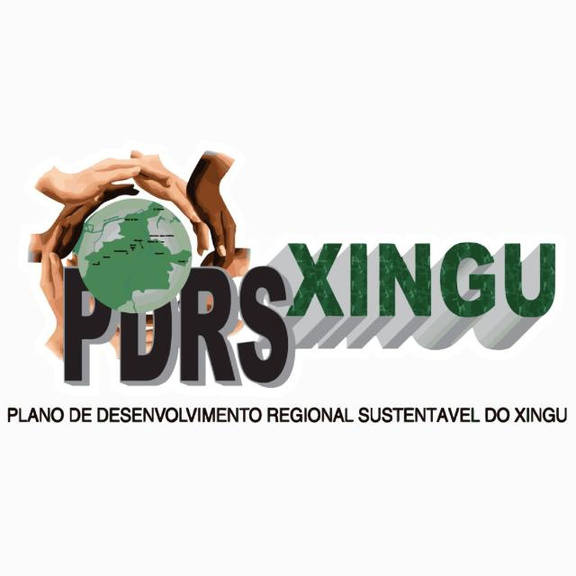 PDRS XINGU
PLANO DE DESENVOLVIMENTO REGIONAL SUSTENTAVEL DO XINGU